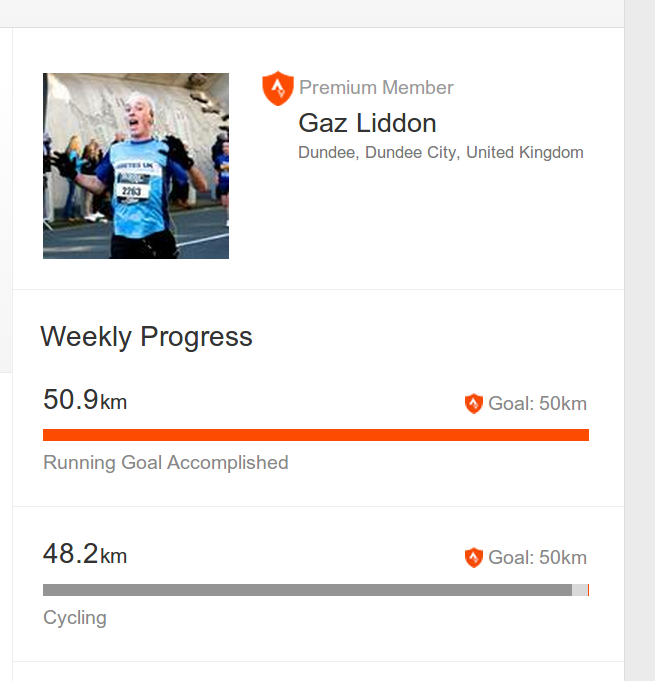 Premium Member
Gaz Liddon
Dundee, Dundee City, United Kingdom
2263
Weekly Progress
50.9km
Goal: 50km
Running Goal Accomplished
48.2km
Goal: 50km
Cycling